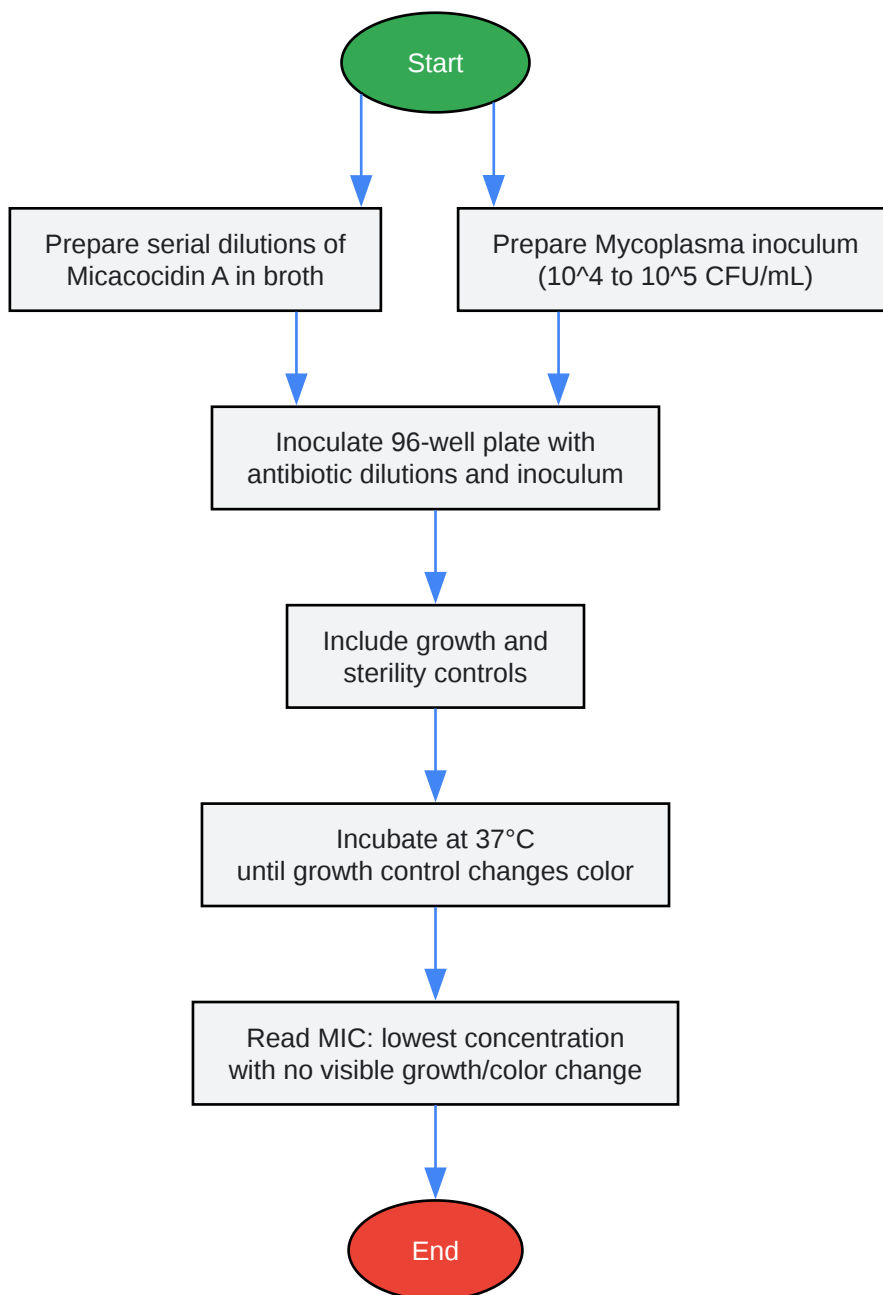 Start
Prepare serial dilutions of
Micacocidin A in broth
Prepare Mycoplasma inoculum
(10^4 to 10^5 CFU/mL)
Inoculate 96-well plate with
antibiotic dilutions and inoculum
Include growth and
sterility controls
Incubate at 37°C
until growth control changes color
Read MIC: lowest concentration
with no visible growth/color change
End